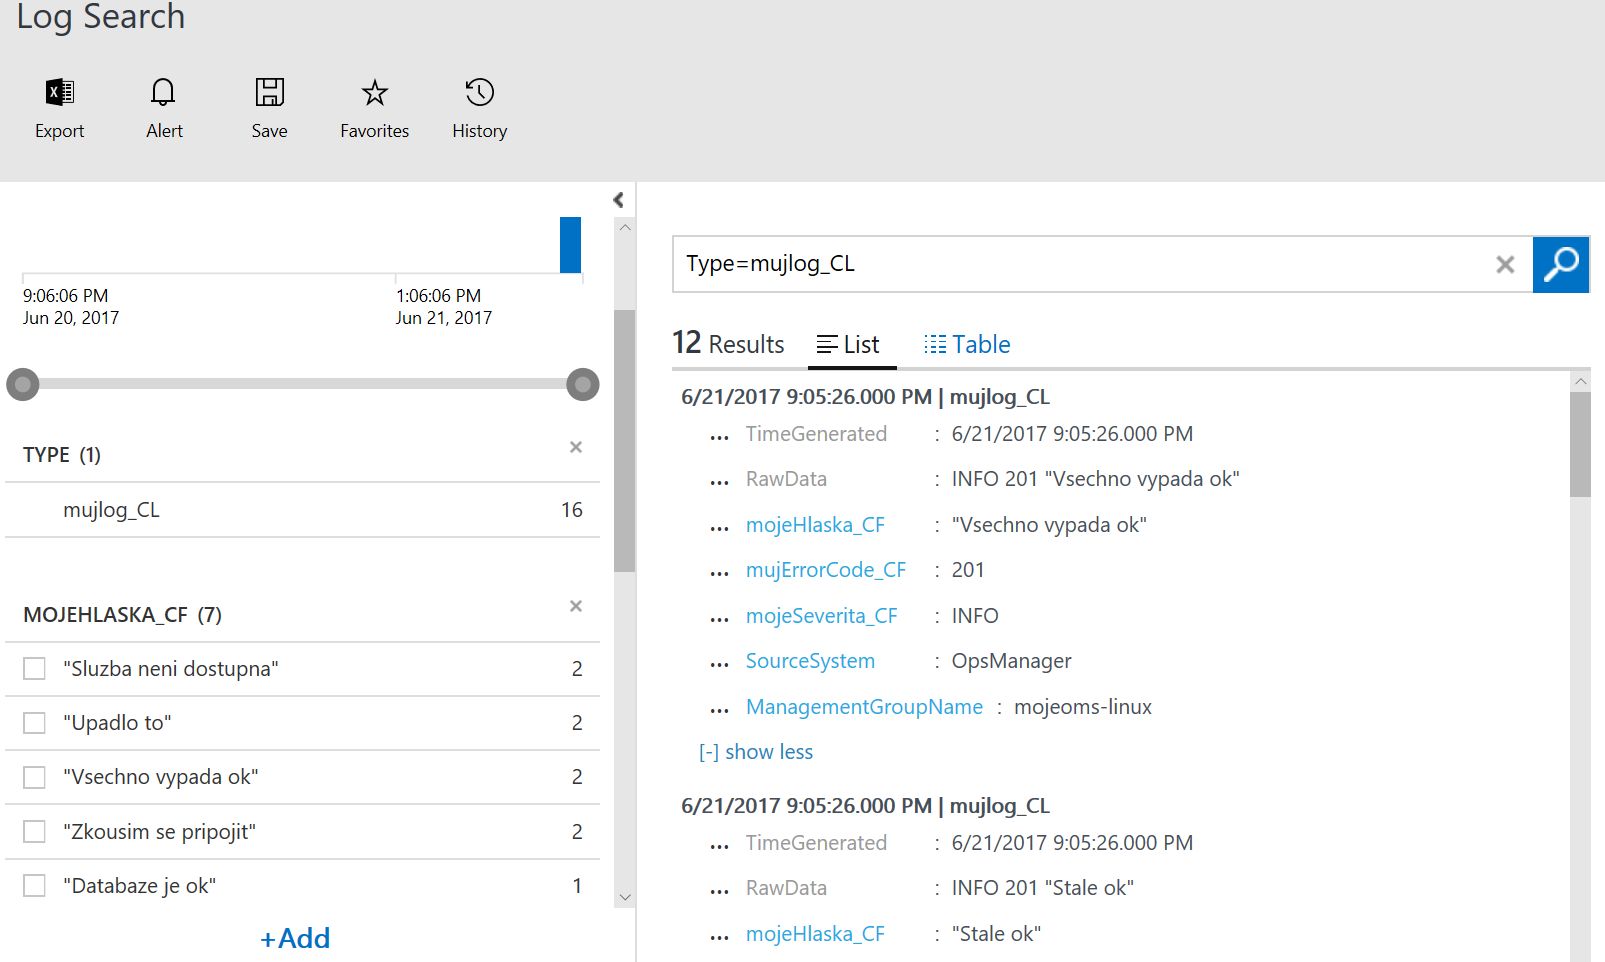 Log Search
Export Alert Save Favorites History
9:06:06 PM 1:06:06 PM
Jun 20, 2017 Jun 21, 2017
TYPE (1)
mujlog_CL 16
MOJEHLASKA_CF (7)
"Sluzba neni dostupna" 2
"Upadlo to" 2
"Vsechno vypada ok" 2
"Zkousim se pripojit" 2
"Databaze je ok" 1
+Add
Type=mujlog_CL
12 Results List Table
6/21/2017 9:05:26.000 PM | mujlog_CL
... TimeGenerated : 6/21/2017 9:05:26.000 PM
... RawData : INFO 201 "Vsechno vypada ok"
... mojeHlaska_CF : "Vsechno vypada ok"
... mujErrorCode_CF : 201
... mojeSeverita_CF : INFO
... SourceSystem : OpsManager
... ManagementGroupName : mojeoms-linux
[-] show less
6/21/2017 9:05:26.000 PM | mujlog_CL
... TimeGenerated : 6/21/2017 9:05:26.000 PM
... RawData : INFO 201 "Stale ok"
... mojeHlaska_CF : "Stale ok"